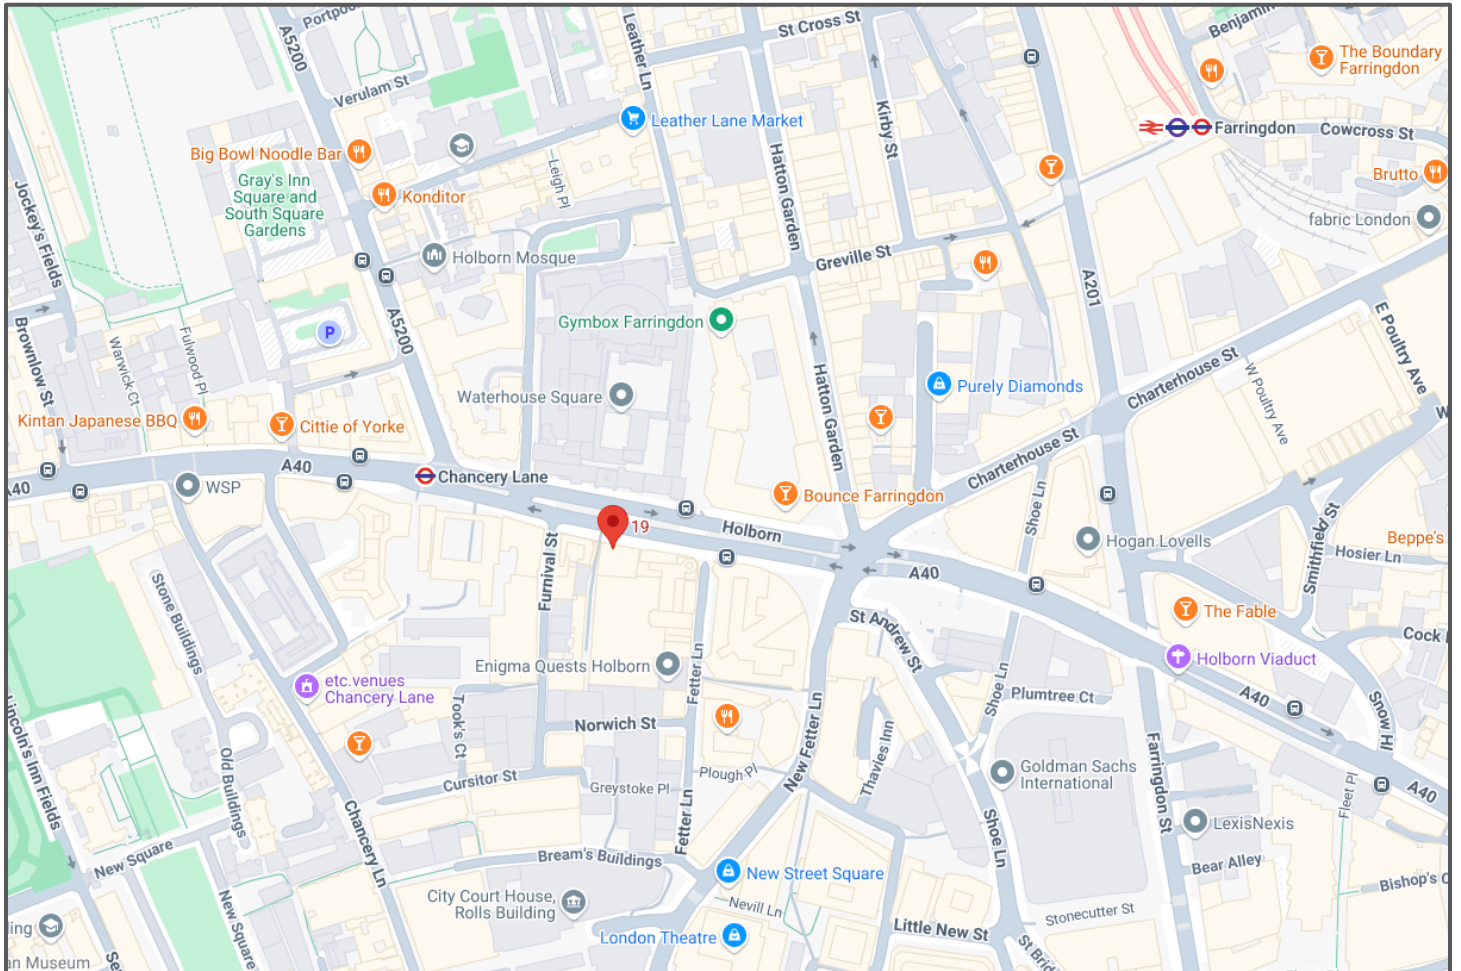 Portpoo
A5200
Verulam St
Leather Ln
St Cross St
Benjamin
The Boundary
Farringdon
Leather Lane Market
Kirby St
Farringdon
Cowcross St
Big Bowl Noodle Bar
Gray's Inn
Square and
South Square
Gardens
Konditor
Leigh Pl
Hatton Garden
Brutto
fabric London
Jockey's Fields
Holborn Mosque
Greville St
A201
A5200
P
Gymbox Farringdon
E Poultry Ave
Brownlow St
Warwick Ct
Fulwood Pl
Hatton Garden
Charterhouse St
W Poultry Ave
Purely Diamonds
Waterhouse Square
Kintan Japanese BBQ
Cittie of Yorke
W
A40
A40
Chancery Lane
Charterhouse St
WSP
Bounce Farringdon
Shoe Ln
19
Holborn
Hogan Lovells
Smithfield St
Beppe's
Hosier Ln
Furnival St
A40
Stone Buildings
St Andrew St
The Fable
Cock
Enigma Quests Holborn
Fetter Ln
Holborn Viaduct
etc.venues
Chancery Lane
Took's Ct
Norwich St
Shoe Ln
Plumtree Ct
A40
Snow Hl
Lincoln's Inn Fields
Old Buildings
New Fetter Ln
Thavies Inn
Farringdon St
Goldman Sachs
International
Cursitor St
Greystoke Pl
Plough Pl
Fleet Pl
A40
Chancery Ln
Fetter Ln
Shoe Ln
LexisNexis
New Square
Bream's Buildings
Bear Alley
New Street Square
Bishop's C
City Court House,
Rolls Building
New Square
Nevill Ln
Stonecutter St
Little New St
London Theatre
St Brid
ing
an Museum
Se